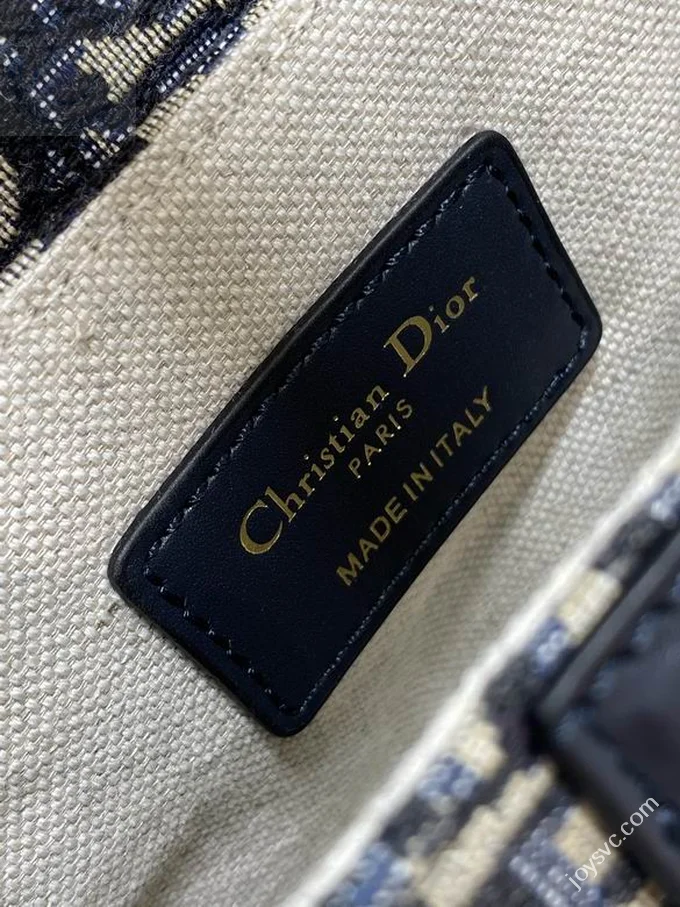 Christian Dior
PARIS
MADE IN ITALY
joysvc.com